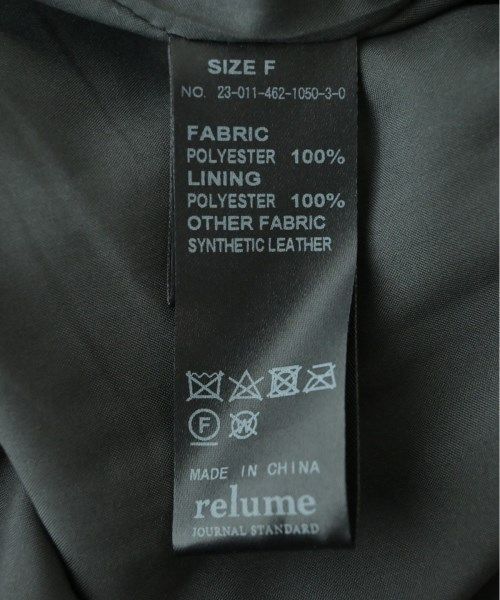 SIZE F
NO. 23-011-462-1050-3-0
FABRIC
POLYESTER 100%
LINING
POLYESTER 100%
OTHER FABRIC
SYNTHETIC LEATHER
F W
MADE IN CHINA
relume
JOURNAL STANDARD